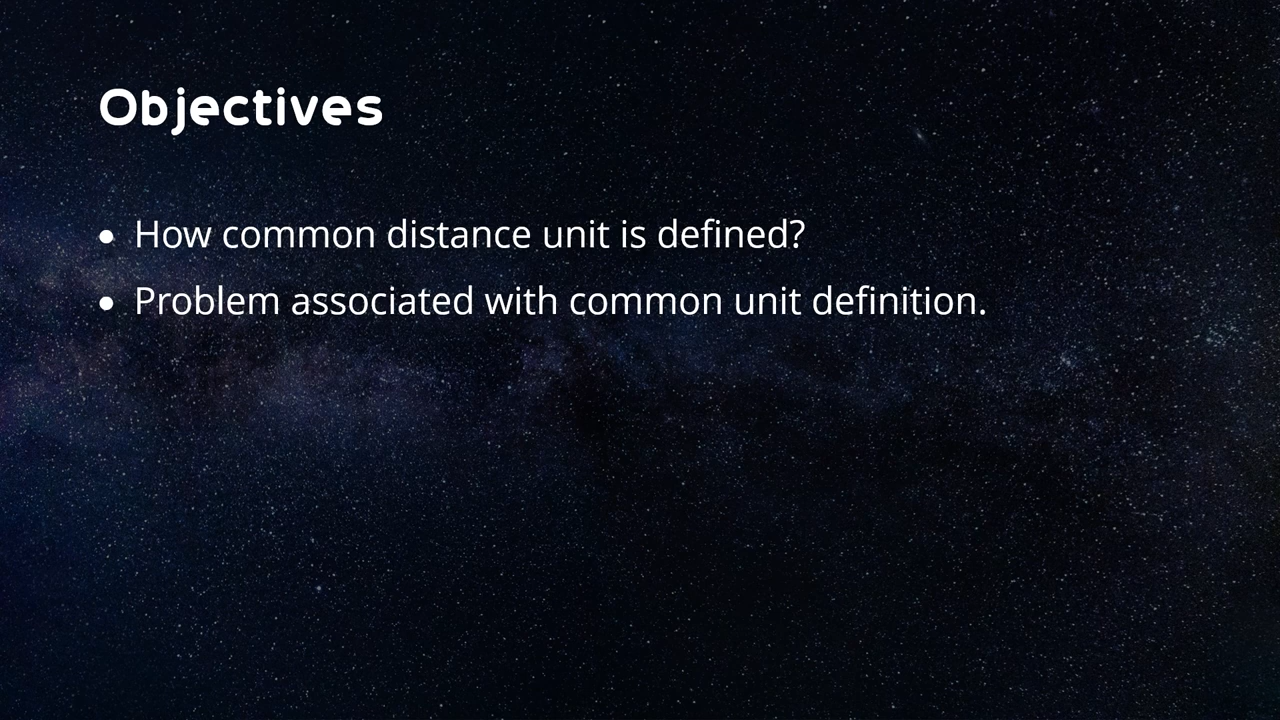 Objectives
• How common distance unit is defined?
• Problem associated with common unit definition.